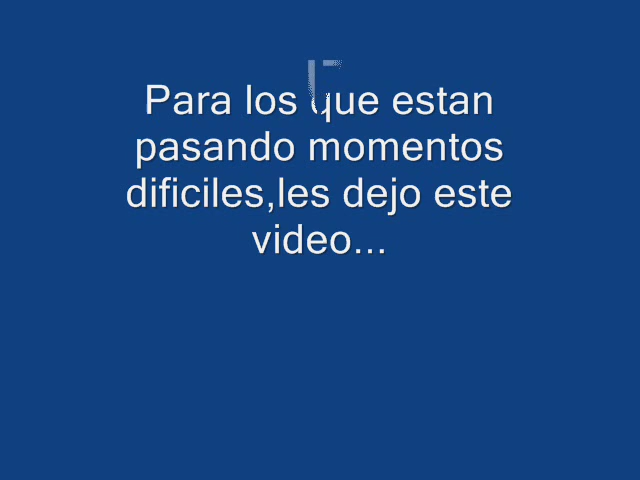 Para los que estan
pasando momentos
dificiles,les dejo este
video...